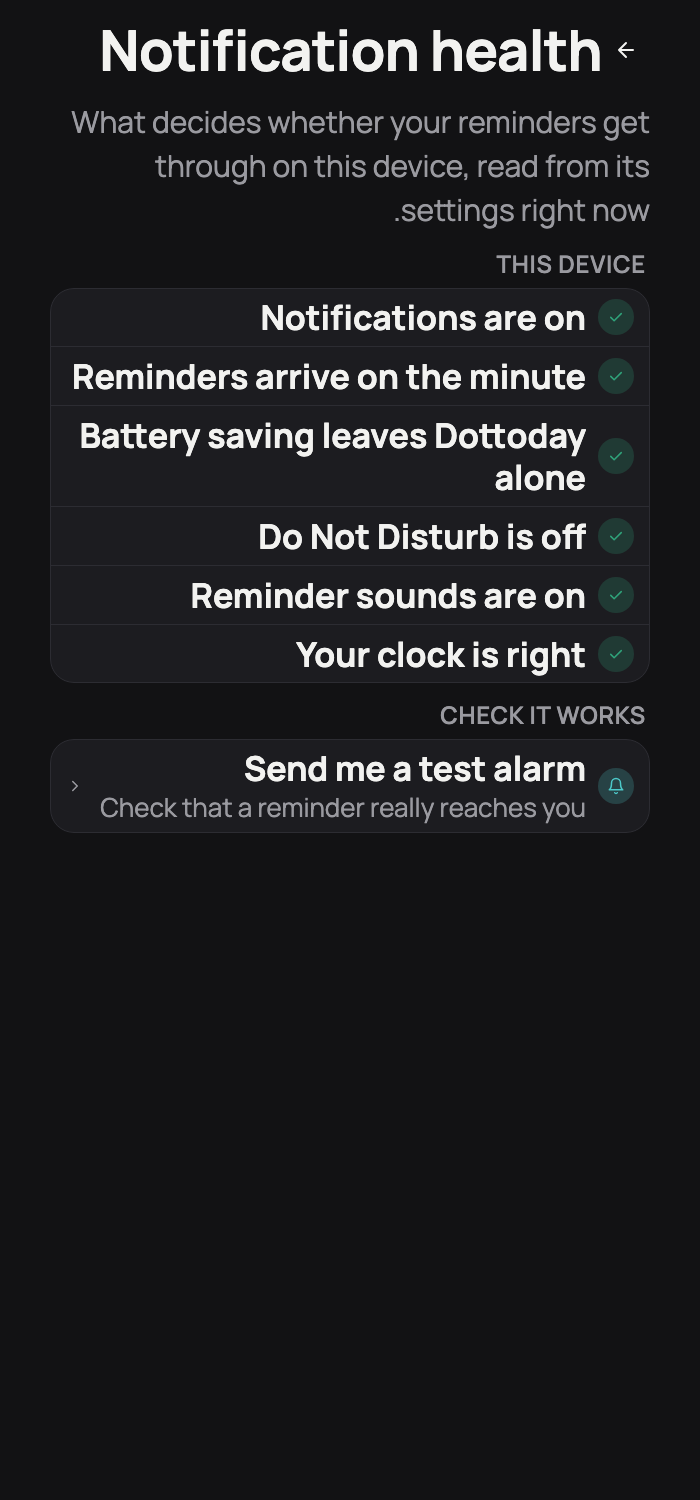 Notification health
What decides whether your reminders get
through on this device, read from its
.settings right now
THIS DEVICE
Notifications are on
Reminders arrive on the minute
Battery saving leaves Dottoday
alone
Do Not Disturb is off
Reminder sounds are on
Your clock is right
CHECK IT WORKS
Send me a test alarm
Check that a reminder really reaches you